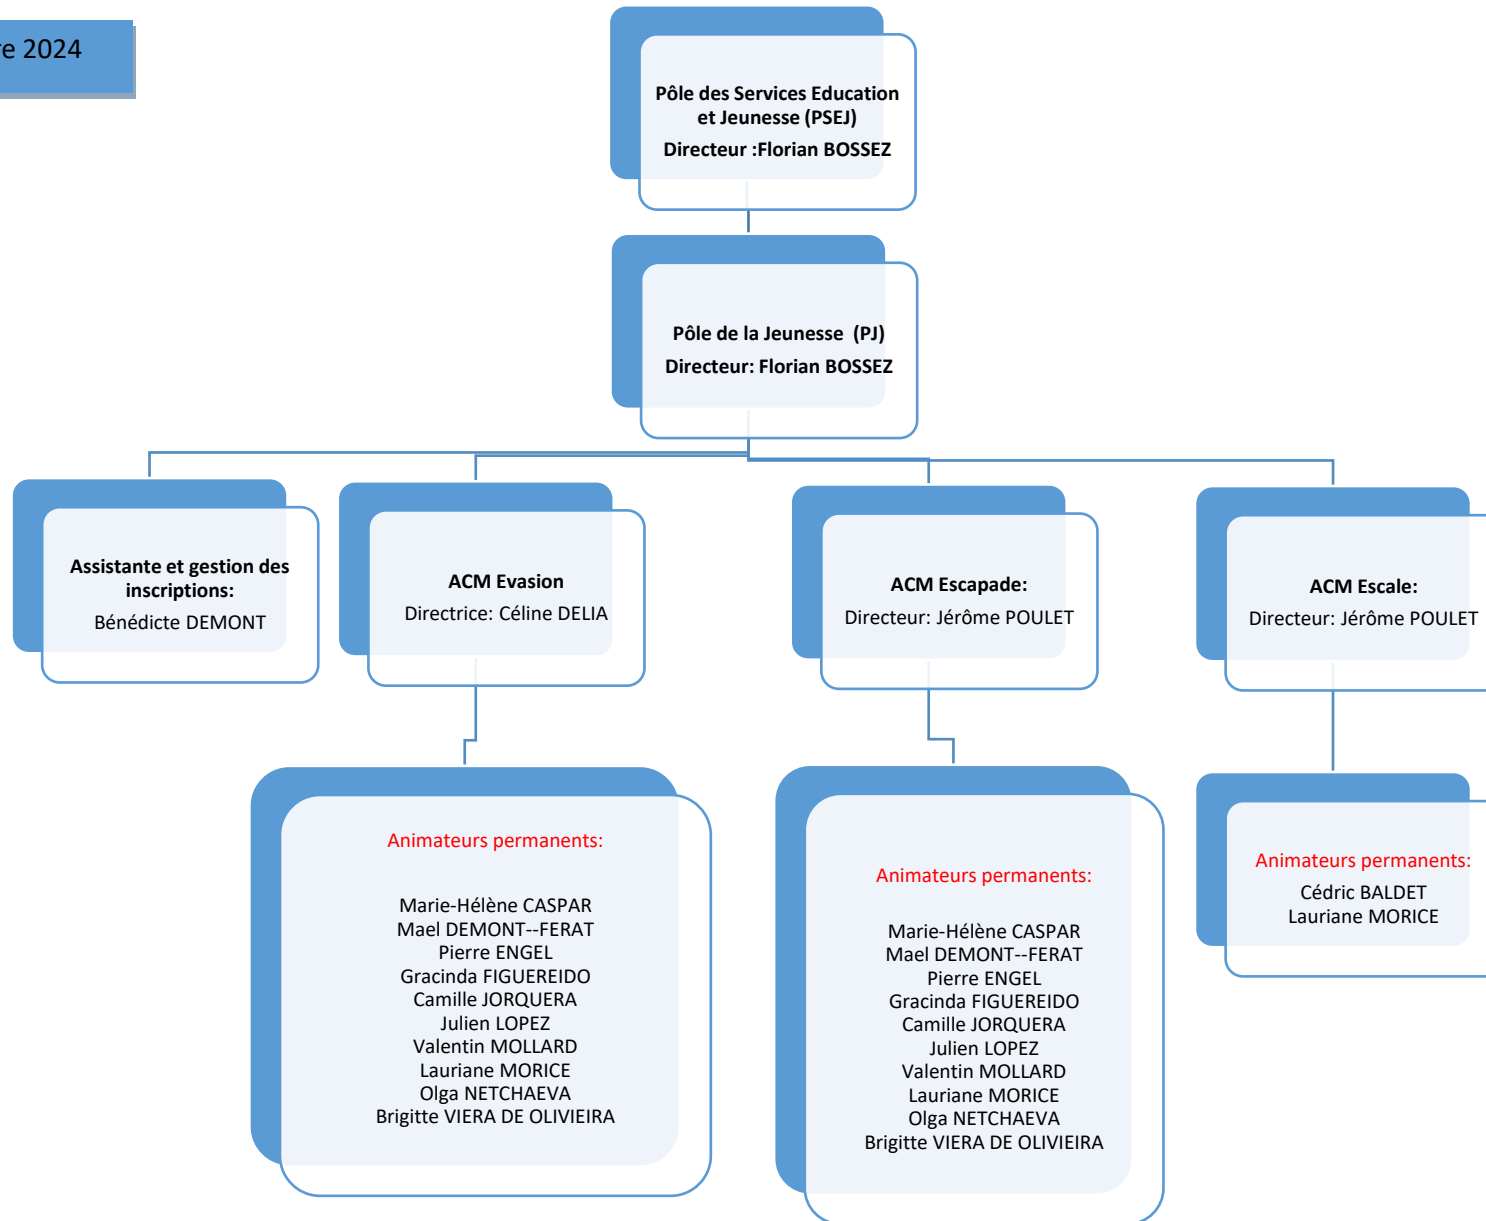 2024
Pôle des Services Education
et Jeunesse (PSEJ)
Directeur :Florian BOSSEZ
Pôle de la Jeunesse (PJ)
Directeur: Florian BOSSEZ
Assistante et gestion des
inscriptions:
Bénédicte DEMONT
ACM Evasion
Directrice: Céline DELIA
ACM Escapade:
Directeur: Jérôme POULET
ACM Escale:
Directeur: Jérôme POULET
Animateurs permanents:
Marie-Hélène CASPAR
Mael DEMONT--FERAT
Pierre ENGEL
Gracinda FIGUEREIDO
Camille JORQUERA
Julien LOPEZ
Valentin MOLLARD
Lauriane MORICE
Olga NETCHAEVA
Brigitte VIERA DE OLIVIEIRA
Animateurs permanents:
Marie-Hélène CASPAR
Mael DEMONT--FERAT
Pierre ENGEL
Gracinda FIGUEREIDO
Camille JORQUERA
Julien LOPEZ
Valentin MOLLARD
Lauriane MORICE
Olga NETCHAEVA
Brigitte VIERA DE OLIVIEIRA
Animateurs permanents:
Cédric BALDET
Lauriane MORICE